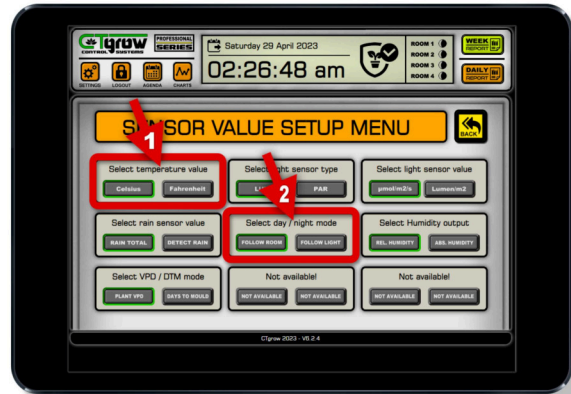 CTgrow
CONTROL SYSTEMS
PROFESSIONAL
SERIES
Saturday 29 April 2023
02:26:48 am
ROOM 1
ROOM 2
ROOM 3
ROOM 4
WEEK
REPORT
DAILY
REPORT
SETTINGS LOGOUT AGENDA CHARTS
SENSOR VALUE SETUP MENU
BACK
1
2
Select temperature value
Celsius Fahrenheit
Select light sensor type
PAR
Select light sensor value
µmol/m2/s Lumen/m2
Select rain sensor value
RAIN TOTAL DETECT RAIN
Select day / night mode
FOLLOW ROOM FOLLOW LIGHT
Select Humidity output
REL. HUMIDITY ABS. HUMIDITY
Select VPD / DTM mode
PLANT VPD DAYS TO MOULD
Not available!
NOT AVAILABLE NOT AVAILABLE
Not available!
NOT AVAILABLE NOT AVAILABLE
CTgrow 2023 - V8.2.4